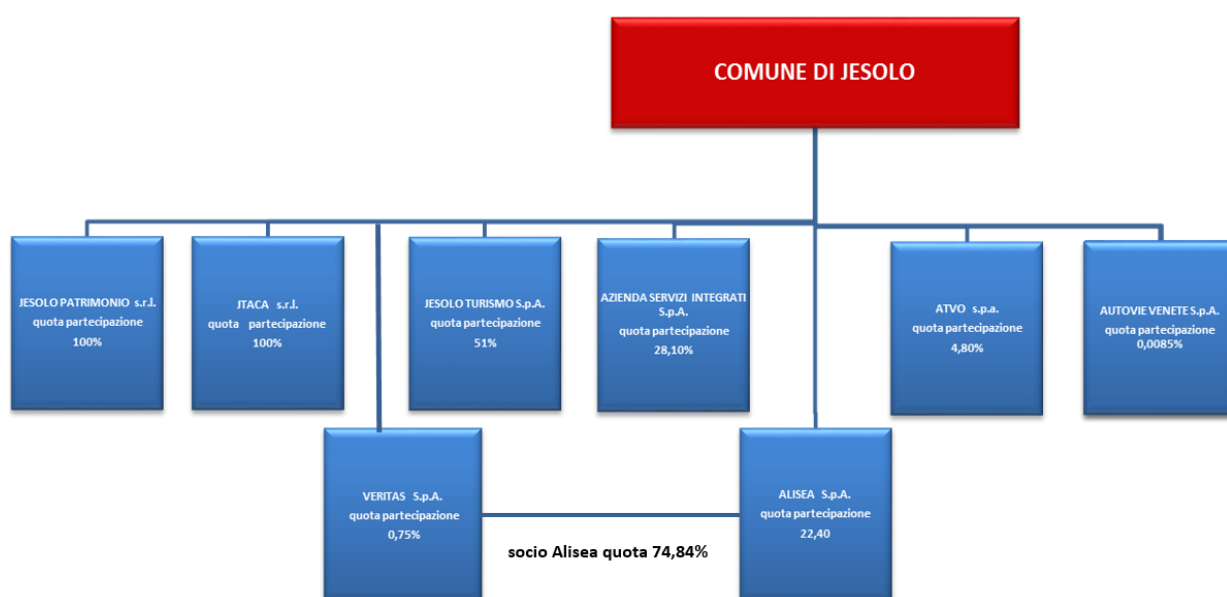 COMUNE DI JESOLO
JESOLO PATRIMONIO s.r.l.
quota partecipazione
100%
JTACA s.r.l.
quota partecipazione
100%
JESOLO TURISMO S.p.A.
quota partecipazione
51%
AZIENDA SERVIZI INTEGRATI
S.p.A.
quota partecipazione
28,10%
ATVO s.p.a.
quota partecipazione
4,80%
AUTOVIE VENETE S.p.A.
quota partecipazione
0,0085%
VERITAS S.p.A.
quota partecipazione
0,75%
socio Alisea quota 74,84%
ALISEA S.p.A.
quota partecipazione
22,40